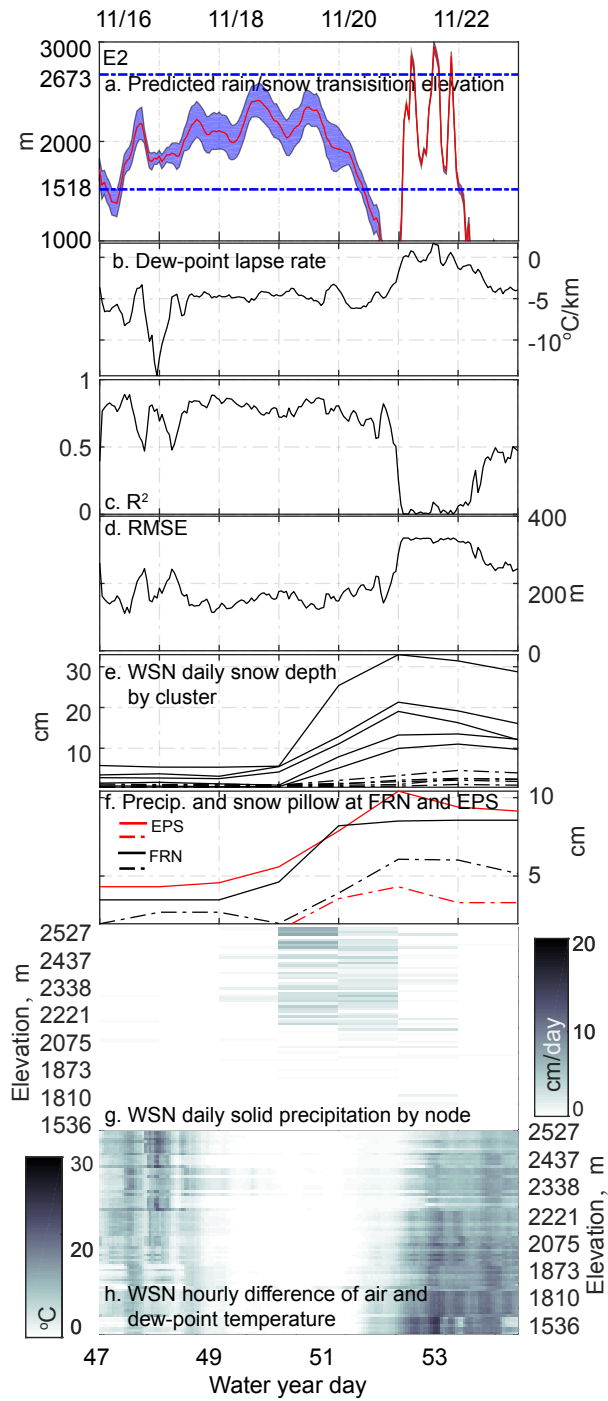 11/16 11/18 11/20 11/22
3000
E2
2673
a. Predicted rain/snow transisition elevation
m
2000
1518
1000
b. Dew-point lapse rate
0
-5
-10
°C/km
1
0.5
0
c. R²
d. RMSE
400
200
0
m
e. WSN daily snow depth
by cluster
30
20
10
cm
f. Precip. and snow pillow at FRN and EPS
EPS
FRN
10
5
cm
2527
2437
2338
2221
2075
1873
1810
1536
Elevation, m
g. WSN daily solid precipitation by node
20
10
0
cm/day
30
20
10
0
°C
2527
2437
2338
2221
2075
1873
1810
1536
Elevation, m
h. WSN hourly difference of air and
dew-point temperature
47 49 51 53
Water year day